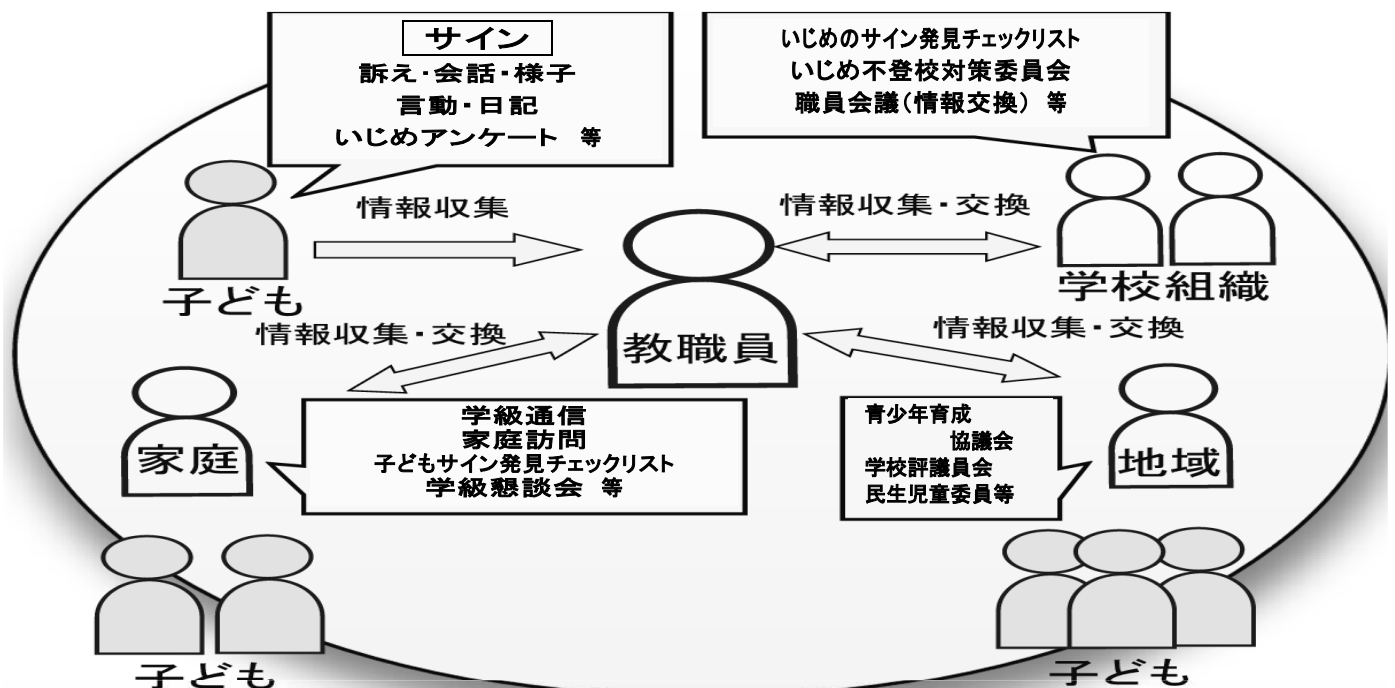 サイン
訴え・会話・様子
言動・日記
いじめアンケート 等
いじめのサイン発見チェックリスト
いじめ不登校対策委員会
職員会議(情報交換) 等
情報収集
情報収集・交換
子ども
学校組織
情報収集・交換
情報収集・交換
教職員
家庭
学級通信
家庭訪問
子どもサイン発見チェックリスト
学級懇談会 等
青少年育成
協議会
学校評議員会
民生児童委員等
地域
子ども
子ども